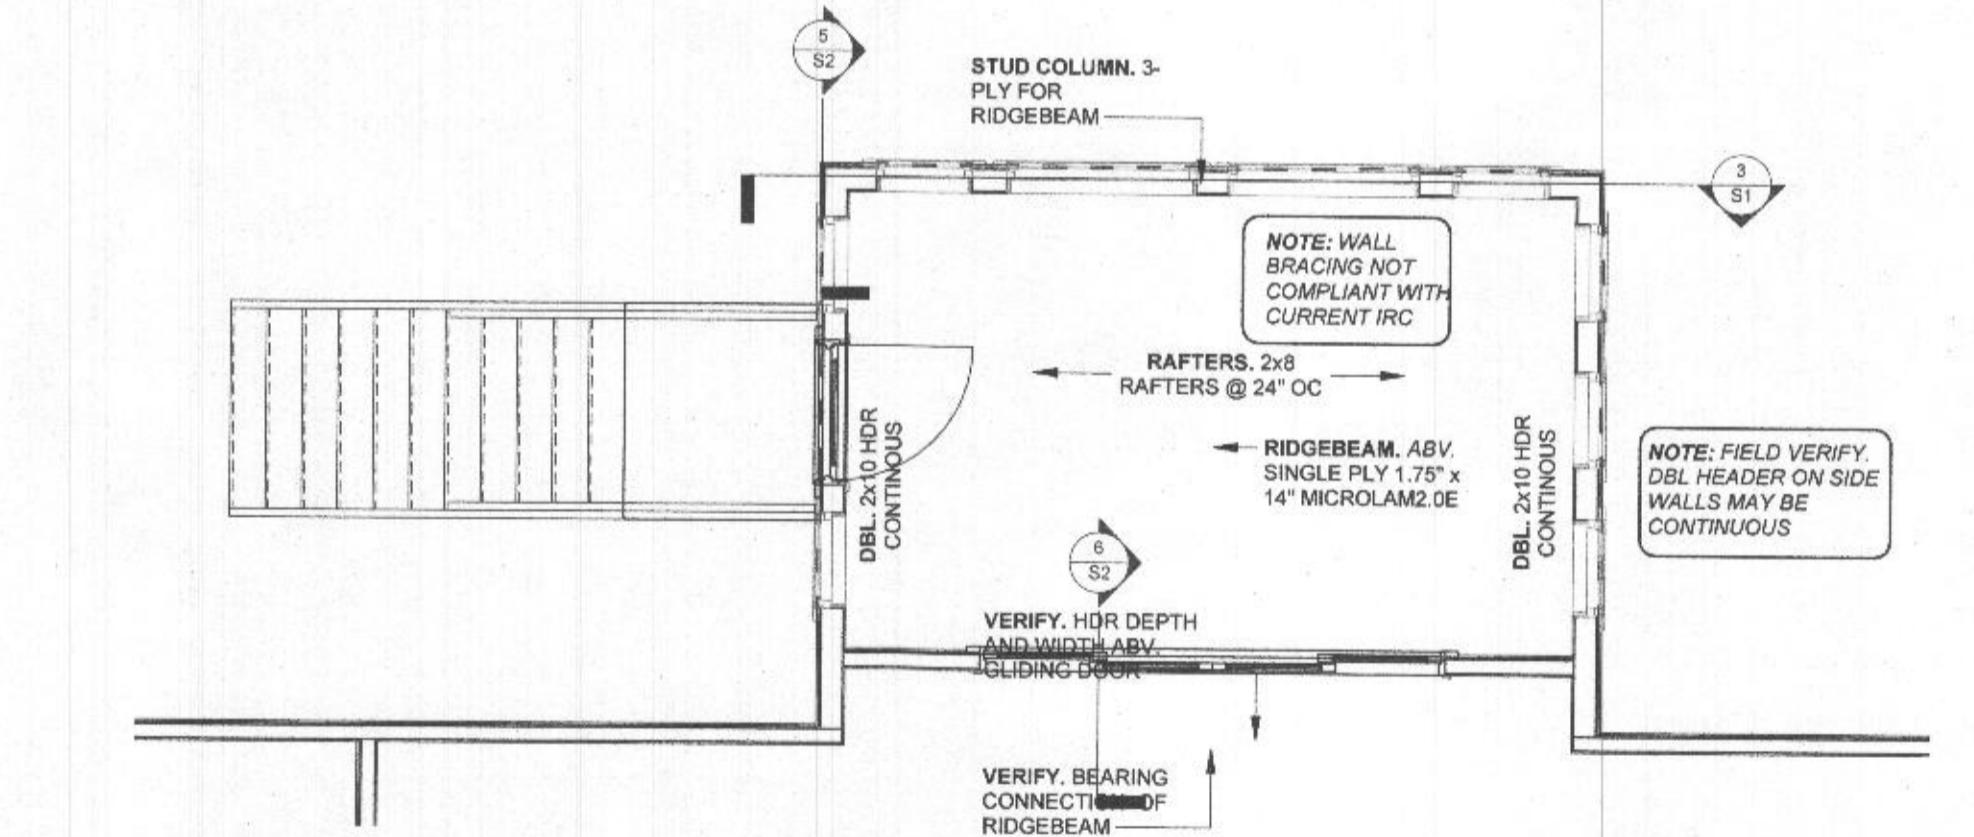 5
S2
STUD COLUMN. 3-
PLY FOR
RIDGEBEAM
3
S1
NOTE: WALL
BRACING NOT
COMPLIANT WITH
CURRENT IRC
RAFTERS. 2x8
RAFTERS @ 24" OC
DBL. 2x10 HDR
CONTINOUS
RIDGEBEAM. ABV.
SINGLE PLY 1.75" x
14" MICROLAM2.0E
DBL. 2x10 HDR
CONTINOUS
NOTE: FIELD VERIFY.
DBL HEADER ON SIDE
WALLS MAY BE
CONTINUOUS
6
S2
VERIFY. HDR DEPTH
AND WIDTH ABV.
GLIDING DOOR
VERIFY. BEARING
CONNECTION OF
RIDGEBEAM